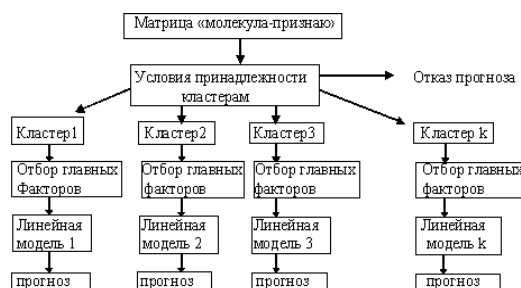 Матрица «молекула-признаю»
Условия принадлежности
кластерам
Отказ прогноза
Кластер1
Кластер2
Кластер3
Кластер k
Отбор главных
Факторов
Отбор главных
факторов
Отбор главных
факторов
Отбор главных
факторов
Линейная
модель 1
Линейная
модель 2
Линейная
модель 3
Линейная
модель k
прогноз
прогноз
прогноз
прогноз